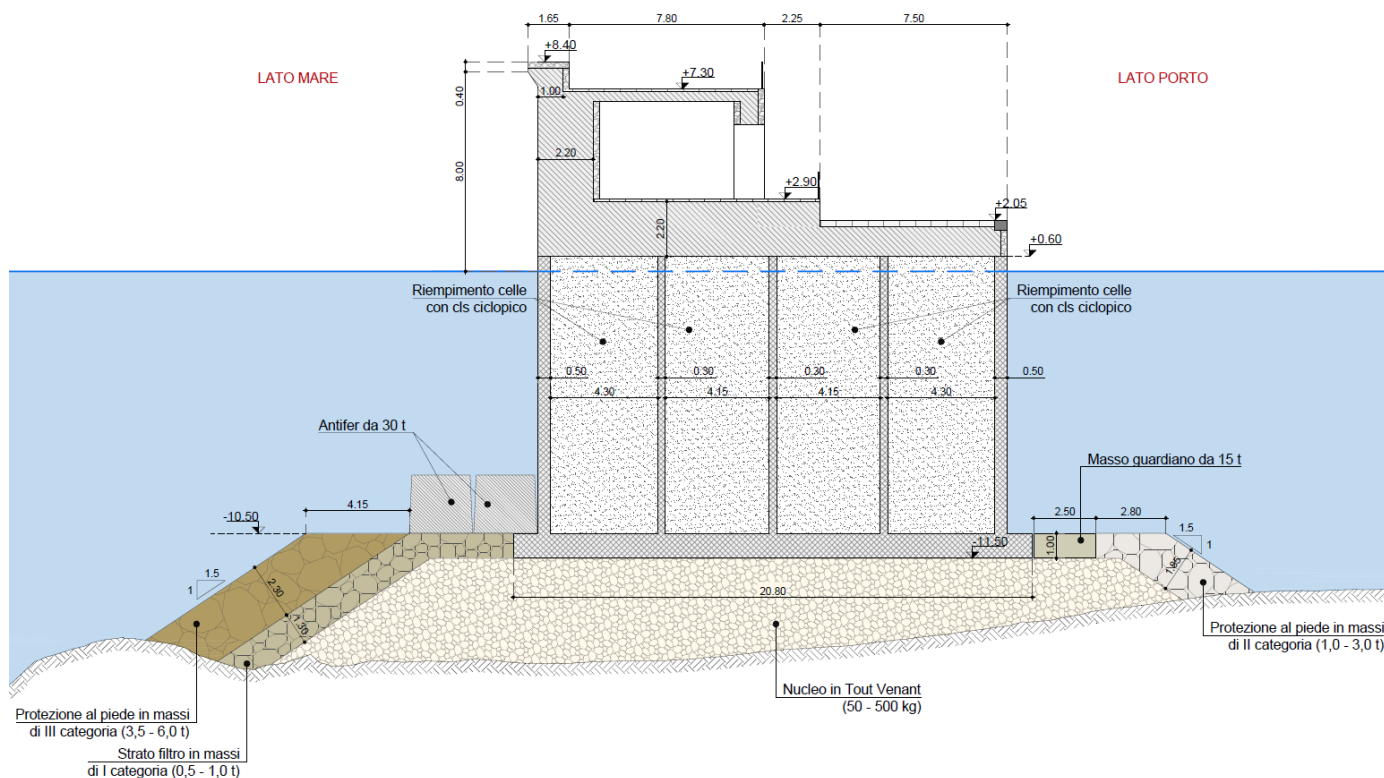 1.65 7.80 2.25 7.50
+8.40
LATO MARE
+7.30
LATO PORTO
0.40
1.00
8.00
2.20
+2.90
+2.05
2.20
+0.60
Riempimento celle
con cls ciclopico
Riempimento celle
con cls ciclopico
0.50 0.30 0.30 0.30 0.50
4.30 4.15 4.15 4.30
Antifer da 30 t
Masso guardiano da 15 t
4.15
2.50 2.80
-10.50
1.5
1
1.00
-11.50
1.5
1
2.30
1.85
20.80
1.30
Protezione al piede in massi
di II categoria (1,0 - 3,0 t)
Nucleo in Tout Venant
(50 - 500 kg)
Protezione al piede in massi
di III categoria (3,5 - 6,0 t)
Strato filtro in massi
di I categoria (0,5 - 1,0 t)